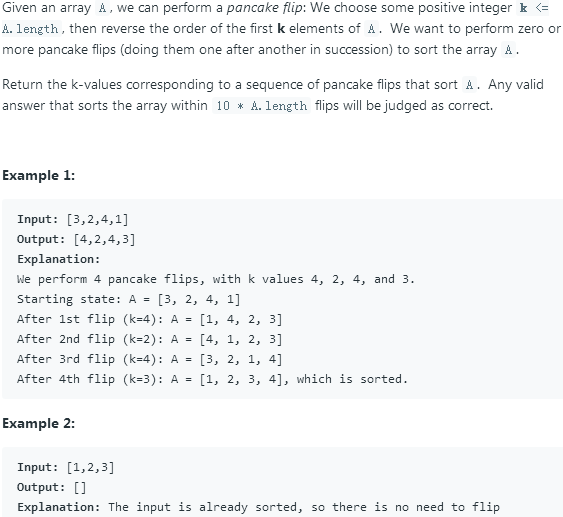 Given an array A, we can perform a pancake flip: We choose some positive integer k <=
A.length, then reverse the order of the first k elements of A. We want to perform zero or
more pancake flips (doing them one after another in succession) to sort the array A.
Return the k-values corresponding to a sequence of pancake flips that sort A. Any valid
answer that sorts the array within 10 * A.length flips will be judged as correct.
Example 1:
Input: [3,2,4,1]
Output: [4,2,4,3]
Explanation:
We perform 4 pancake flips, with k values 4, 2, 4, and 3.
Starting state: A = [3, 2, 4, 1]
After 1st flip (k=4): A = [1, 4, 2, 3]
After 2nd flip (k=2): A = [4, 1, 2, 3]
After 3rd flip (k=4): A = [3, 2, 1, 4]
After 4th flip (k=3): A = [1, 2, 3, 4], which is sorted.
Example 2:
Input: [1,2,3]
Output: []
Explanation: The input is already sorted, so there is no need to flip